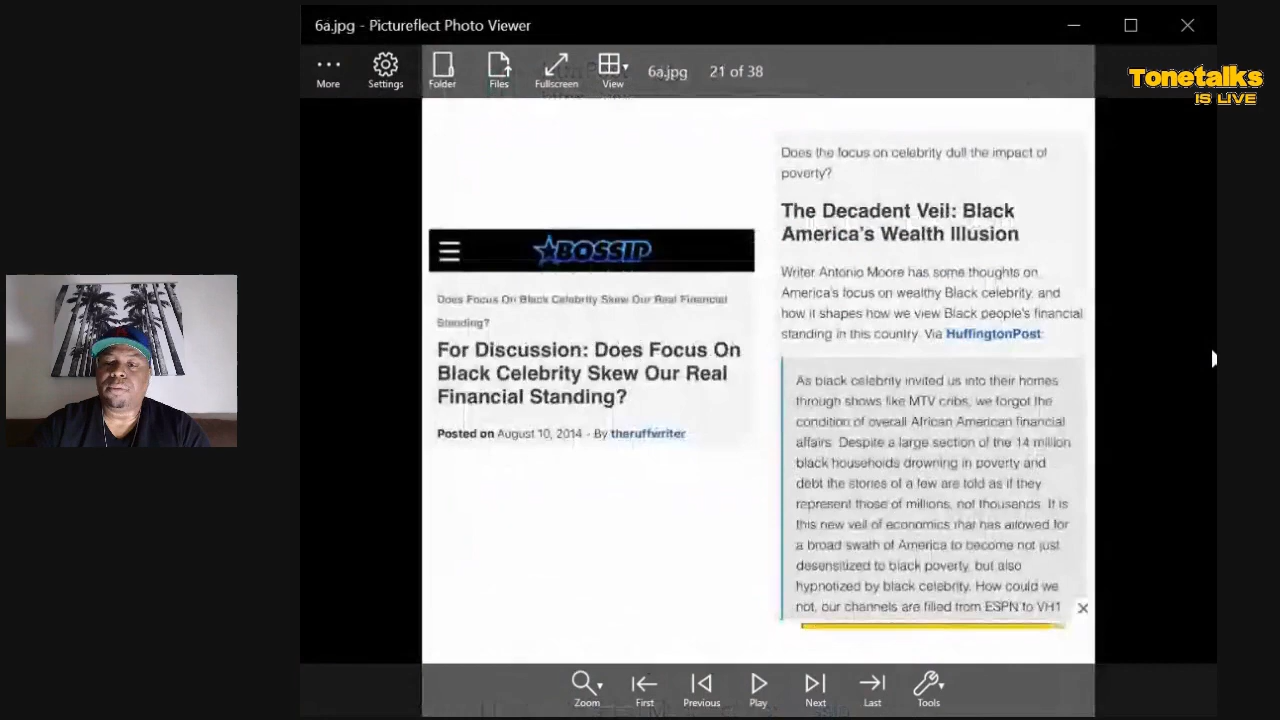 6a.jpg - Pictureflect Photo Viewer
More
Settings
Folder
Files
Fullscreen
View
6a.jpg
21 of 38
Tonetalks
IS LIVE
BOSSIP
Does Focus On Black Celebrity Skew Our Real Financial
Standing?
For Discussion: Does Focus On
Black Celebrity Skew Our Real
Financial Standing?
Posted on August 10, 2014 - By theruffwriter
Does the focus on celebrity dull the impact of
poverty?
The Decadent Veil: Black
America's Wealth Illusion
Writer Antonio Moore has some thoughts on
America's focus on wealthy Black celebrity, and
how it shapes how we view Black people's financial
standing in this country. Via HuffingtonPost:
As black celebrity invited us into their homes
through shows like MTV cribs, we forgot the
condition of overall African American financial
affairs. Despite a large section of the 14 million
black households drowning in poverty and
debt the stories of a few are told as if they
represent those of millions, not thousands. It is
this new veil of economics that has allowed for
a broad swath of America to become not just
desensitized to black poverty, but also
hypnotized by black celebrity. How could we
not, our channels are filled from ESPN to VH1
Zoom
First
Previous
Play
Next
Last
Tools